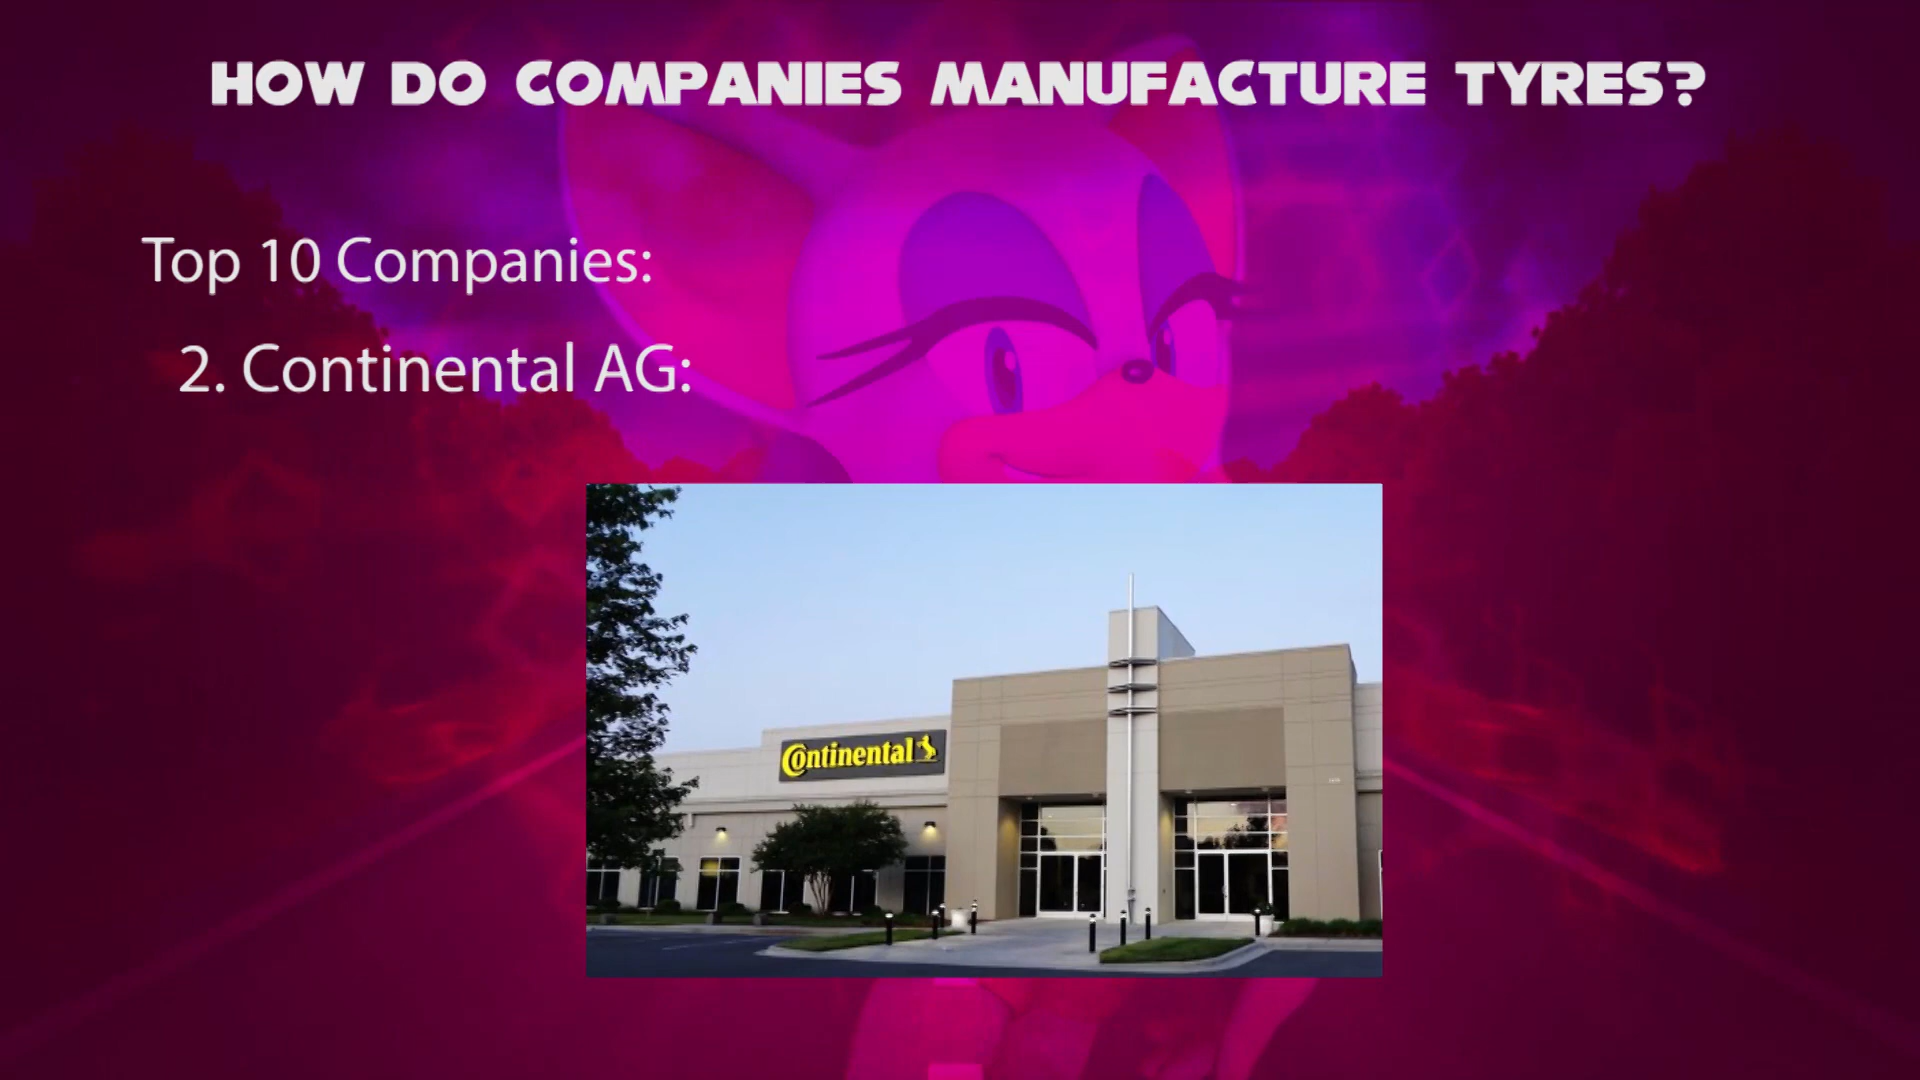 HOW DO COMPANIES MANUFACTURE TYRES?
Top 10 Companies:
2. Continental AG:
Continental